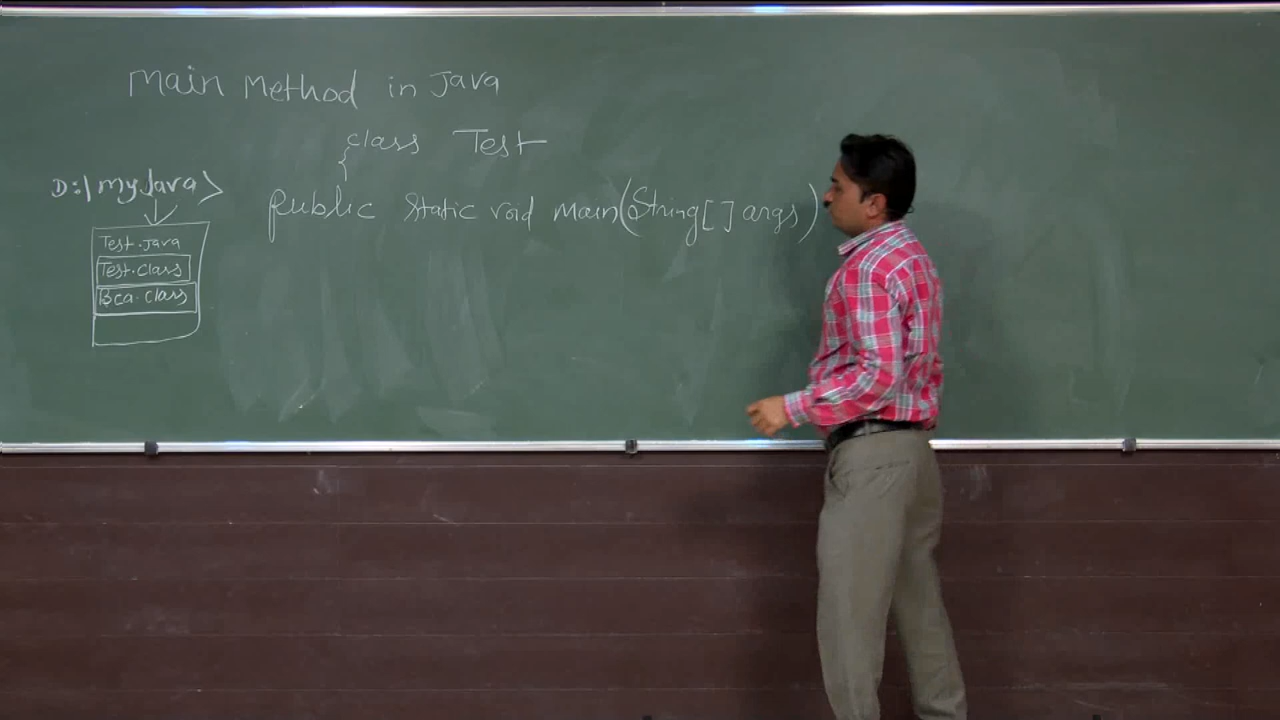 Main Method in Java
class Test
{
D:\myJava>
public static void main(String[] args)
Test.java
Test.class
Bca.class